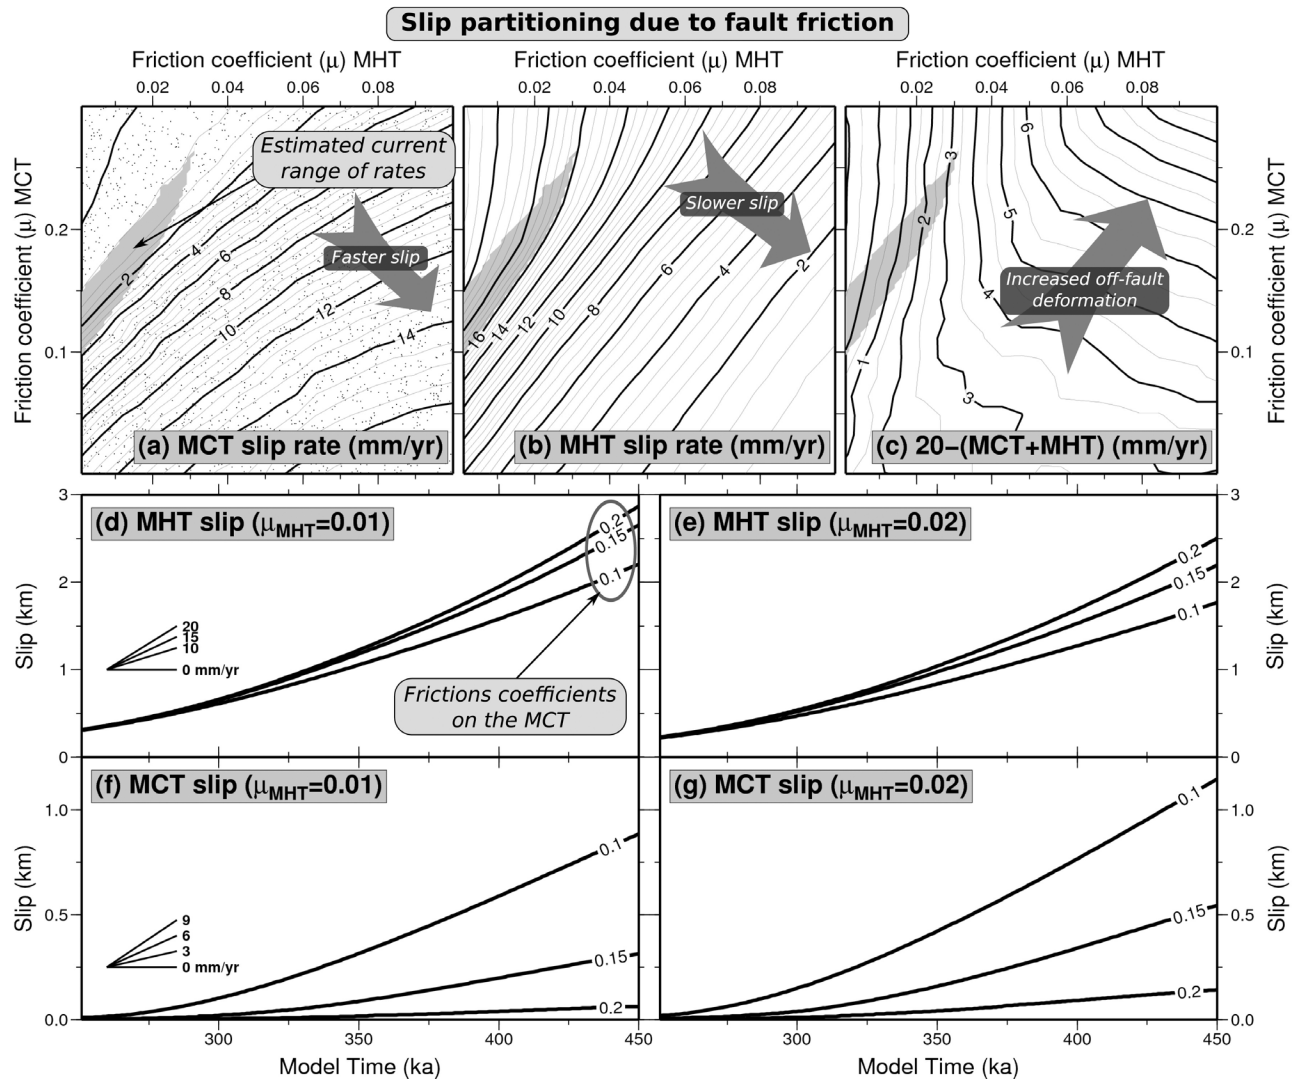 Slip partitioning due to fault friction
Friction coefficient (μ) MHT
Friction coefficient (μ) MHT
Friction coefficient (μ) MHT
0.02 0.04 0.06 0.08
0.02 0.04 0.06 0.08
0.02 0.04 0.06 0.08
Friction coefficient (μ) MCT
0.2
0.1
Estimated current
range of rates
Faster slip
2
4
6
8
10
12
14
(a) MCT slip rate (mm/yr)
Slower slip
16
14
12
10
8
6
4
2
(b) MHT slip rate (mm/yr)
6
3
5
2
4
Increased off-fault
deformation
1
3
(c) 20−(MCT+MHT) (mm/yr)
0.2
0.1
Friction coefficient (μ) MCT
3
2
1
0
Slip (km)
(d) MHT slip (μMHT=0.01)
0.2
0.15
0.1
20
15
10
0 mm/yr
Frictions coefficients
on the MCT
(e) MHT slip (μMHT=0.02)
0.2
0.15
0.1
3
2
1
0
Slip (km)
1.0
0.5
0.0
Slip (km)
(f) MCT slip (μMHT=0.01)
0.1
0.15
0.2
9
6
3
0 mm/yr
(g) MCT slip (μMHT=0.02)
0.1
0.15
0.2
1.0
0.5
0.0
Slip (km)
300 350 400 450
300 350 400 450
Model Time (ka)
Model Time (ka)